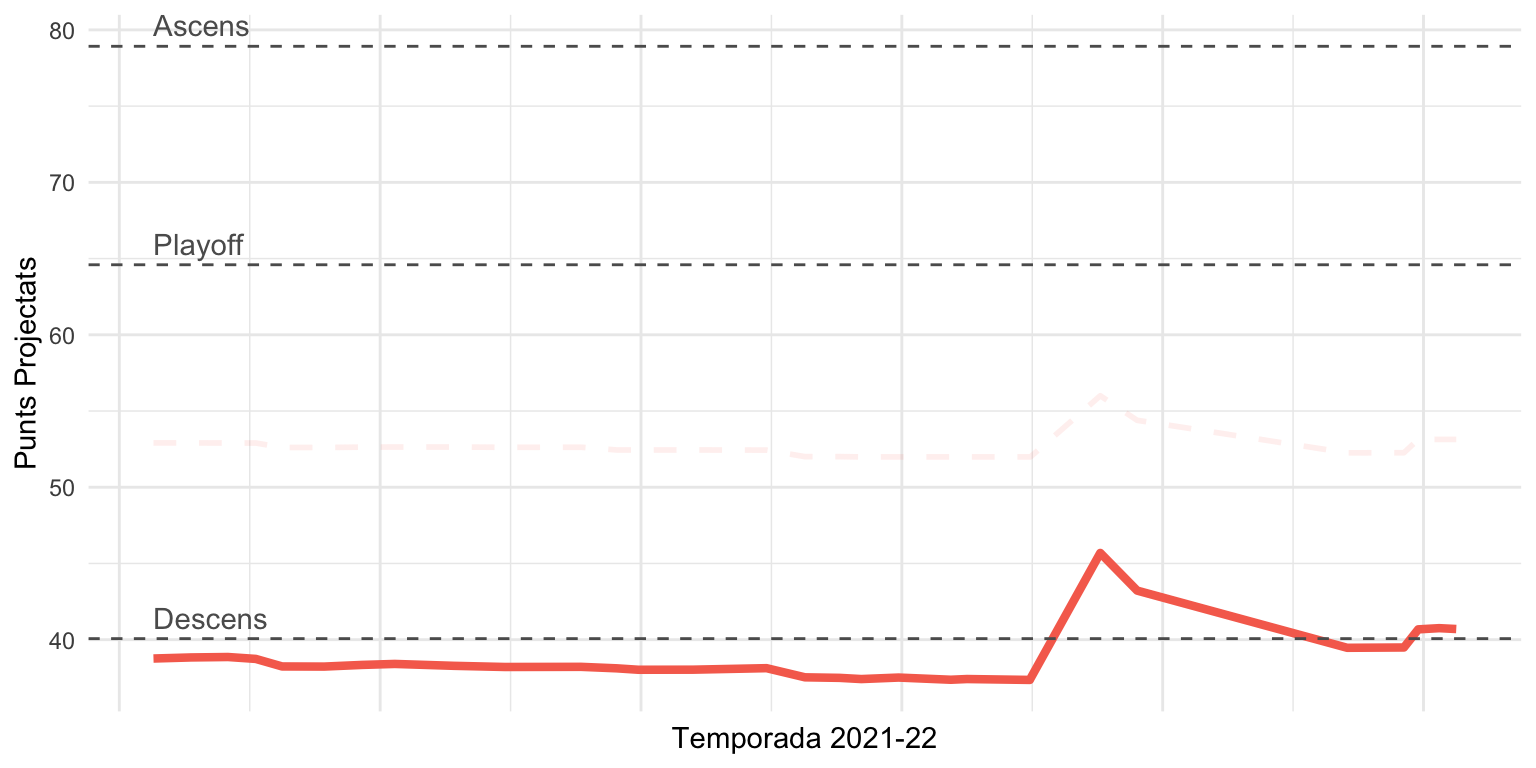 80
Ascens
70
Playoff
60
50
Descens
40
Punts Projectats
Temporada 2021-22